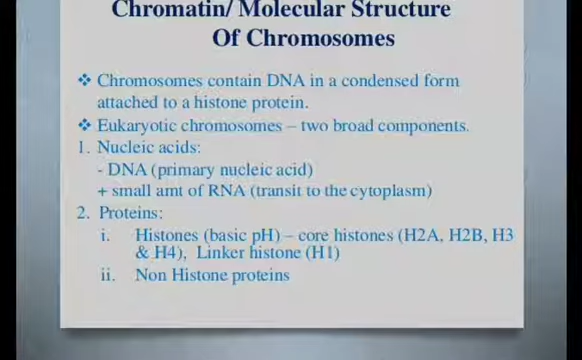 Chromatin/ Molecular Structure
Of Chromosomes
❖ Chromosomes contain DNA in a condensed form
attached to a histone protein.
❖ Eukaryotic chromosomes – two broad components.
1. Nucleic acids:
- DNA (primary nucleic acid)
+ small amt of RNA (transit to the cytoplasm)
2. Proteins:
i. Histones (basic pH) – core histones (H2A, H2B, H3
& H4), Linker histone (H1)
ii. Non Histone proteins